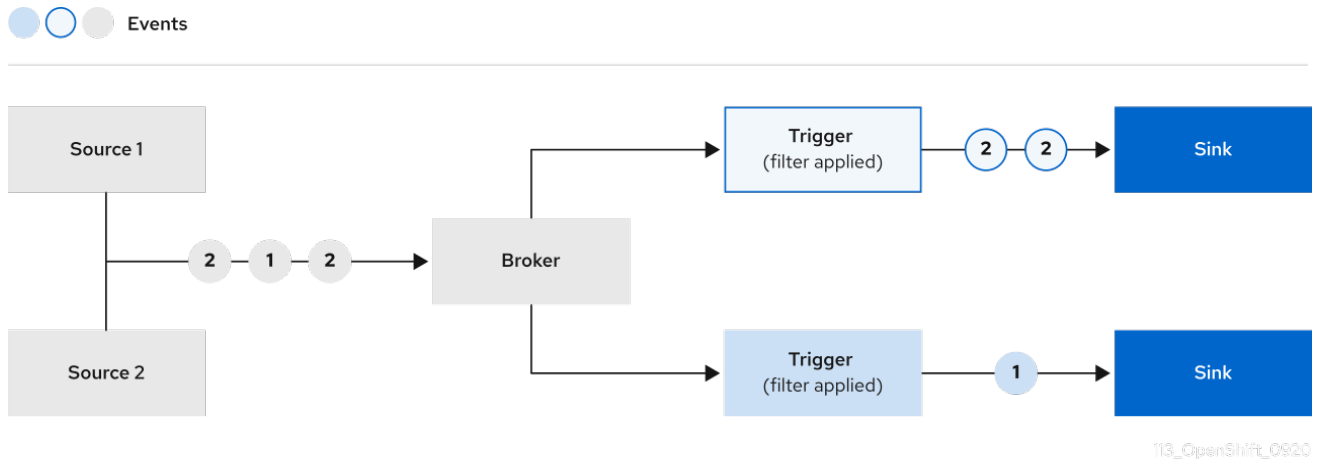 Events
Source 1
Trigger
(filter applied)
2 2
Sink
2 1 2
Broker
Source 2
Trigger
(filter applied)
1
Sink
113_OpenShift_0920